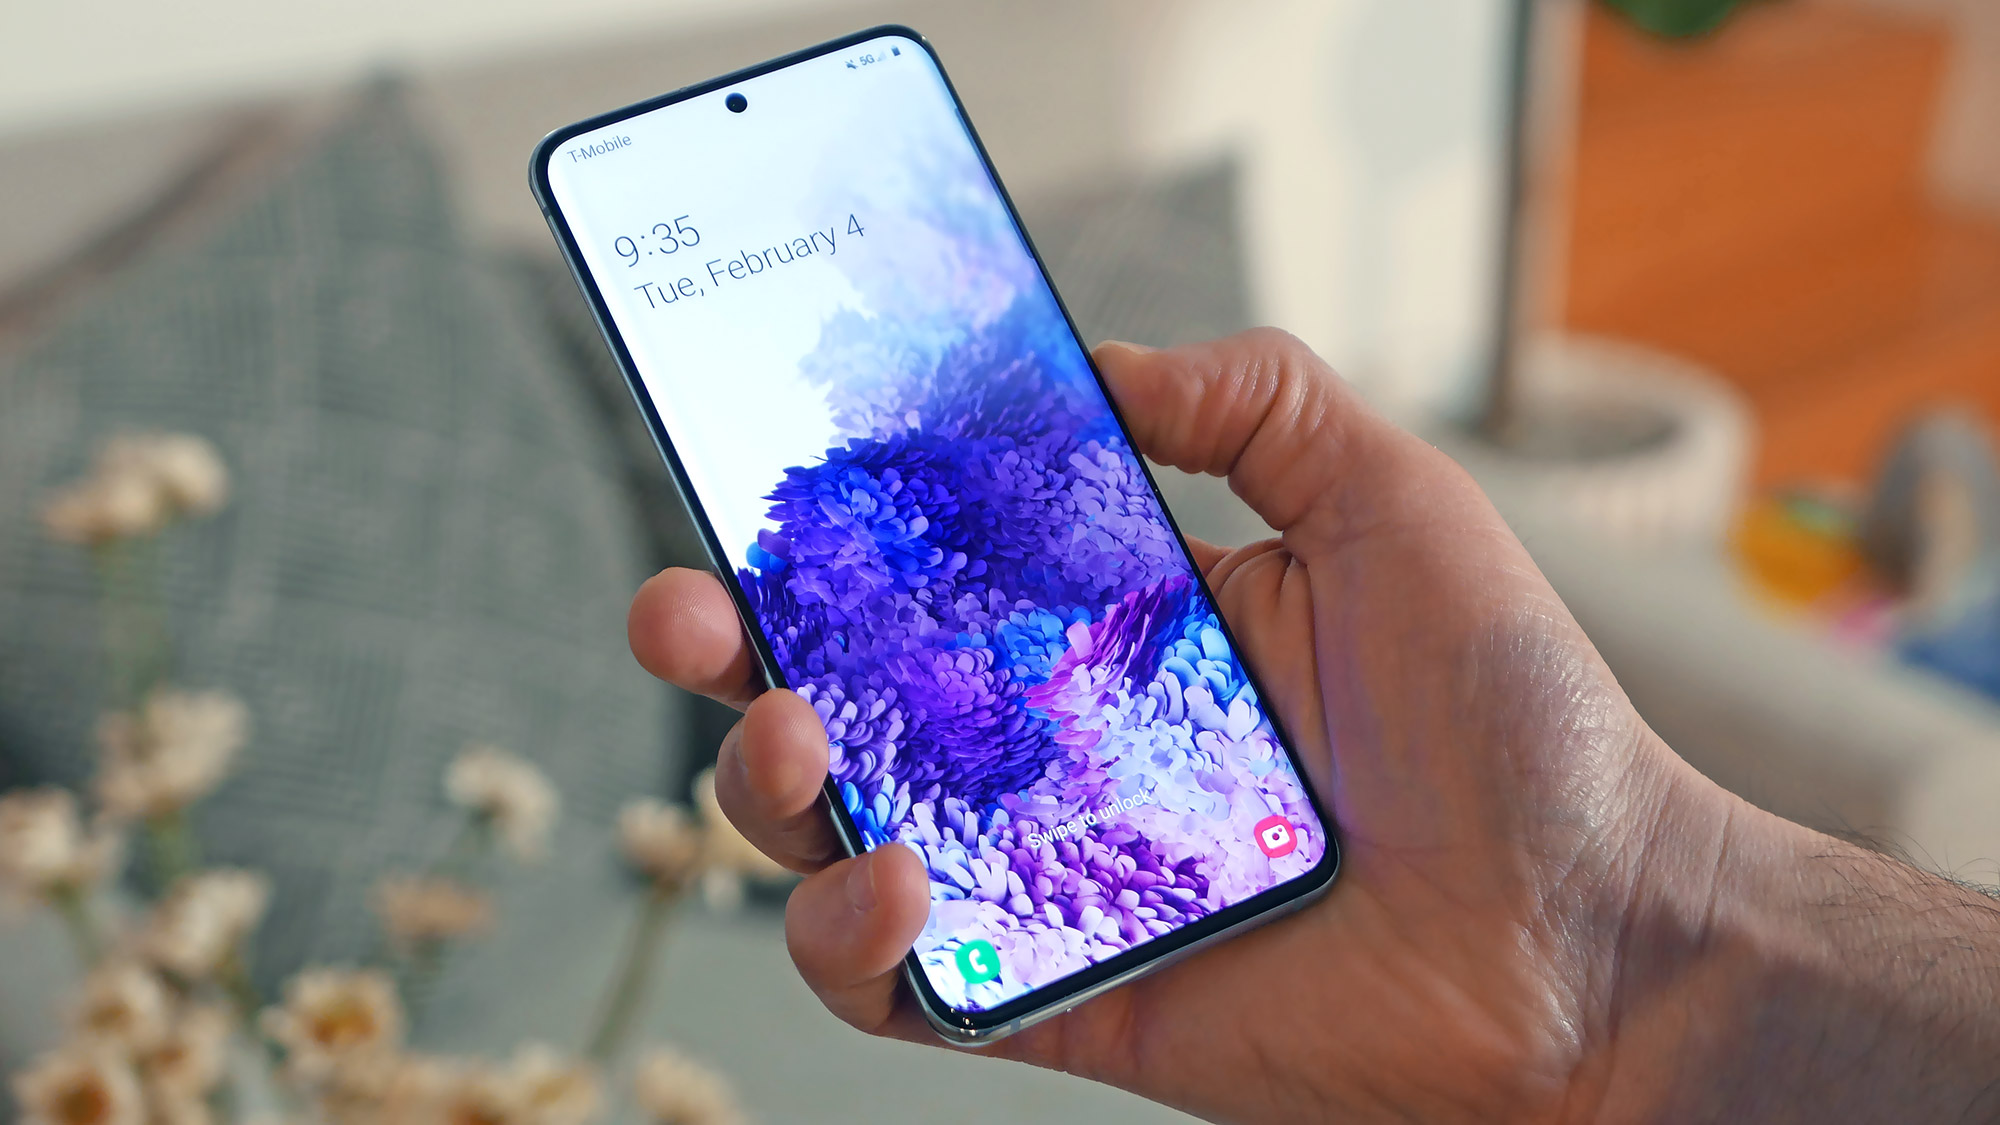 5G
T-Mobile
9:35
Tue, February 4
Swipe to unlock